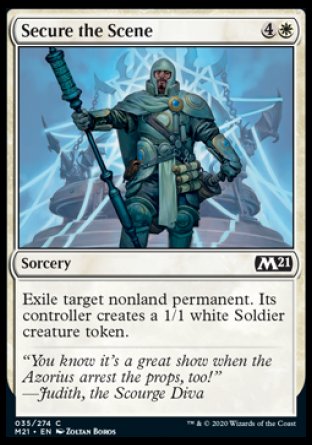 Secure the Scene 4
Sorcery M21
Exile target nonland permanent. Its
controller creates a 1/1 white Soldier
creature token.
“You know it’s a great show when the
Azorius arrest the props, too!”
—Judith, the Scourge Diva
035/274 C
M21 • EN Zoltan Boros
™ & © 2020 Wizards of the Coast